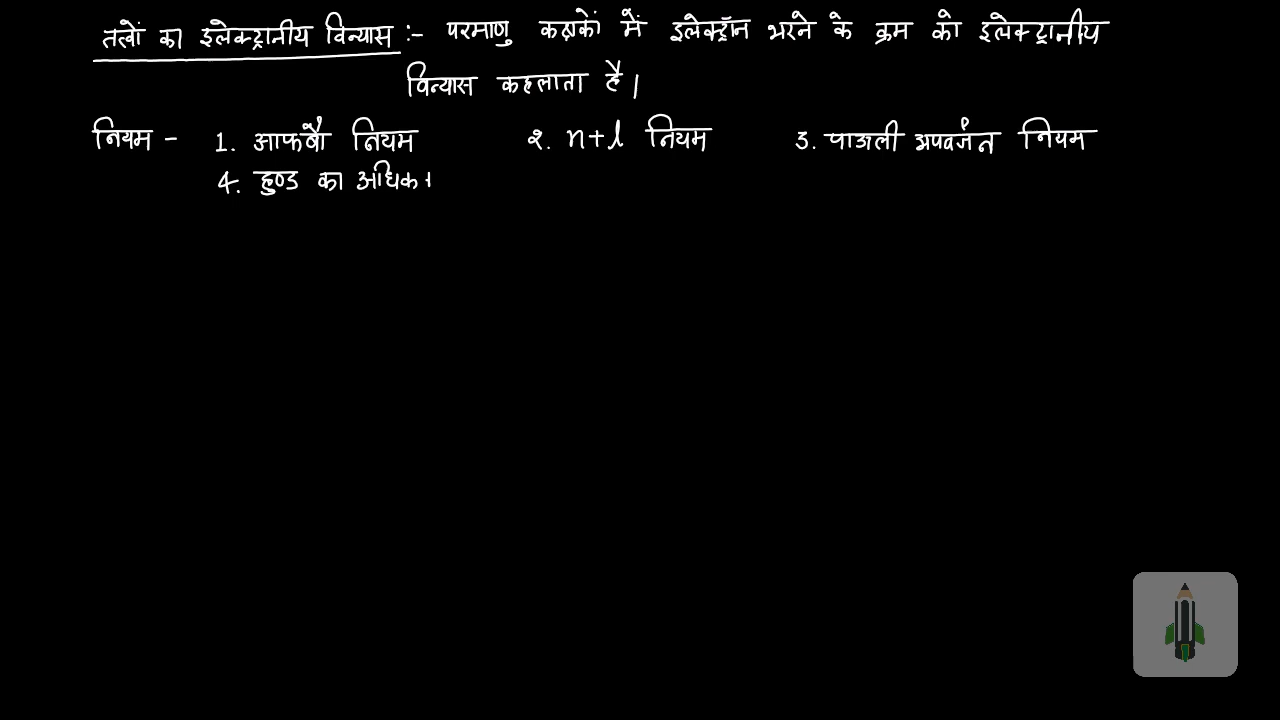 तत्वों का इलेक्ट्रानीय विन्यास :- परमाणु कक्षकों में इलेक्ट्रॉन भरने के क्रम को इलेक्ट्रानीय
विन्यास कहलाता है।
नियम - 1. आफबौ नियम 2. n+l नियम 3. पाऊली अपवर्जन नियम
4. हुण्ड का अधिक